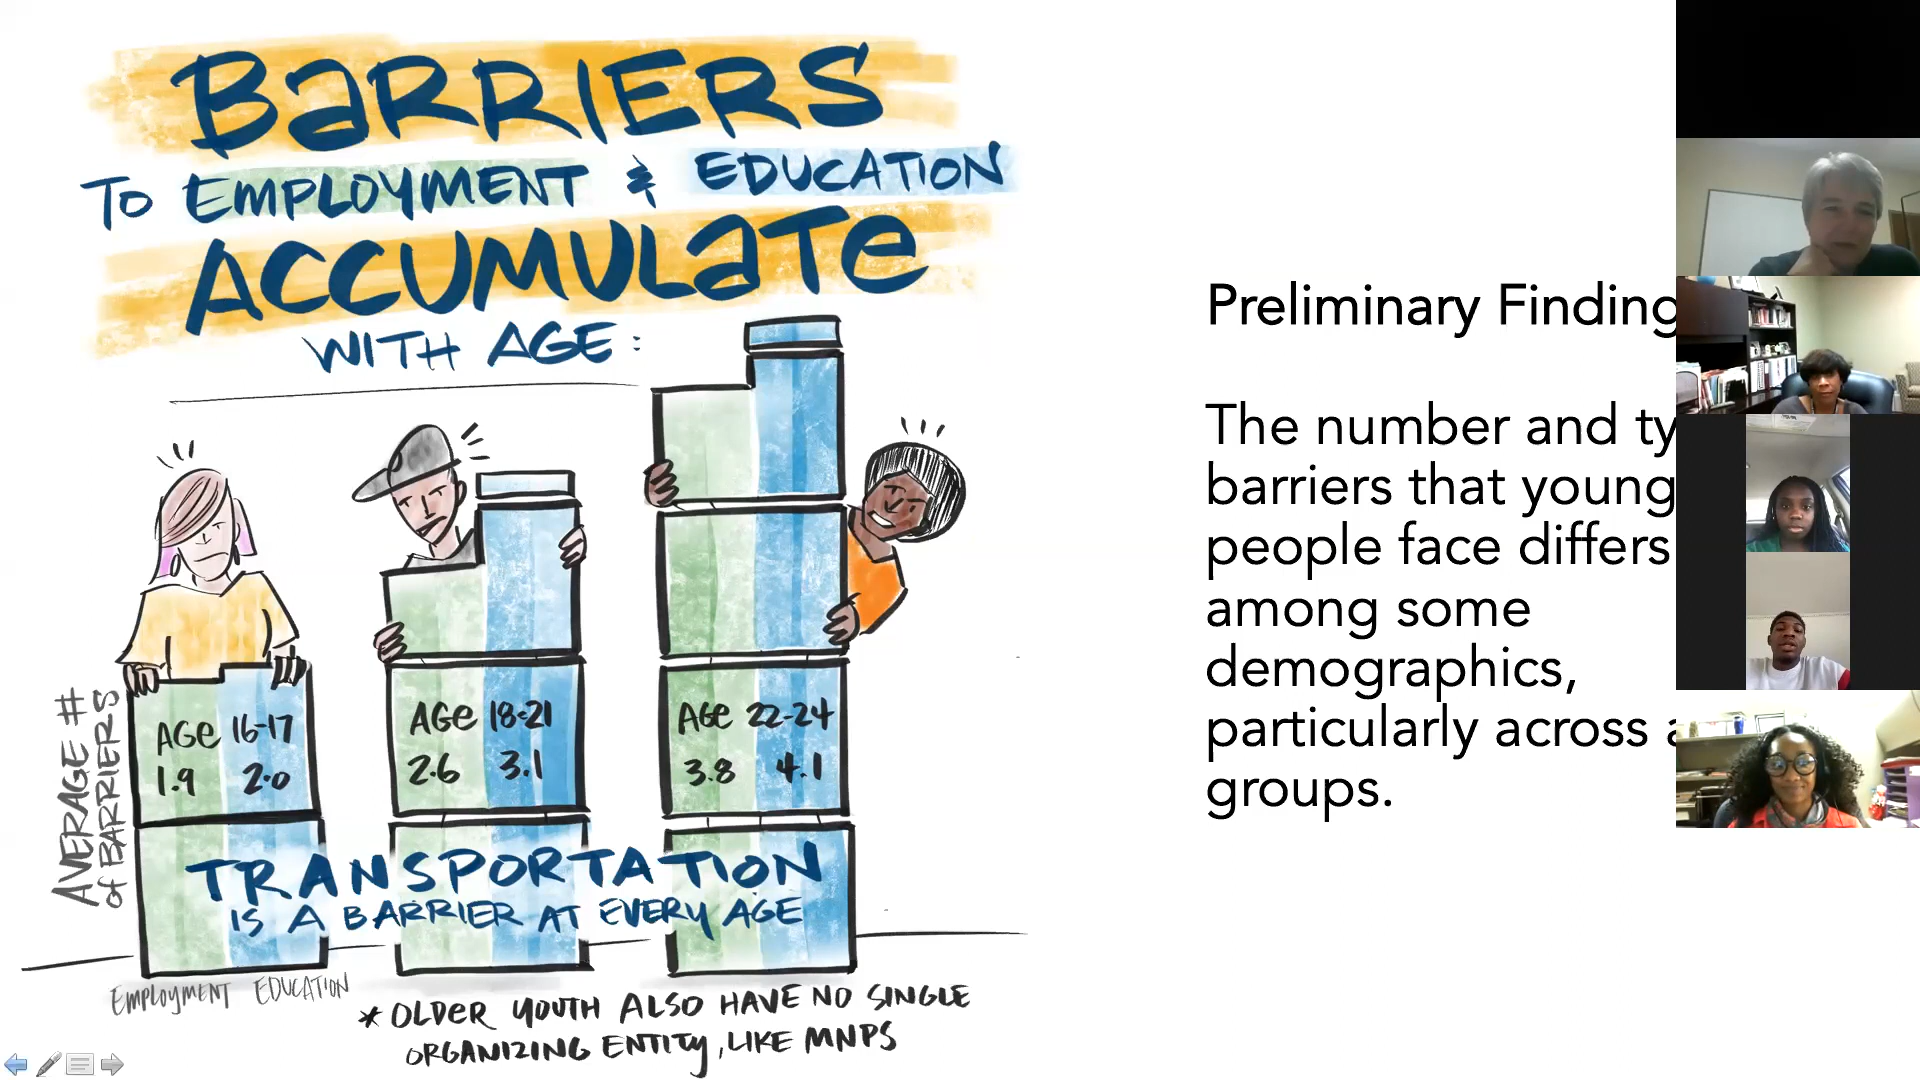 BARRIERS
TO EMPLOYMENT & EDUCATION
ACCUMULATE
WITH AGE:
AVERAGE #
OF BARRIERS
AGE 16-17
1.9 2.0
AGE 18-21
2.6 3.1
AGE 22-24
3.8 4.1
TRANSPORTATION
IS A BARRIER AT EVERY AGE
EMPLOYMENT EDUCATION
* OLDER YOUTH ALSO HAVE NO SINGLE
ORGANIZING ENTITY, LIKE MNPS
Preliminary Finding
The number and ty
barriers that young
people face differs
among some
demographics,
particularly across a
groups.